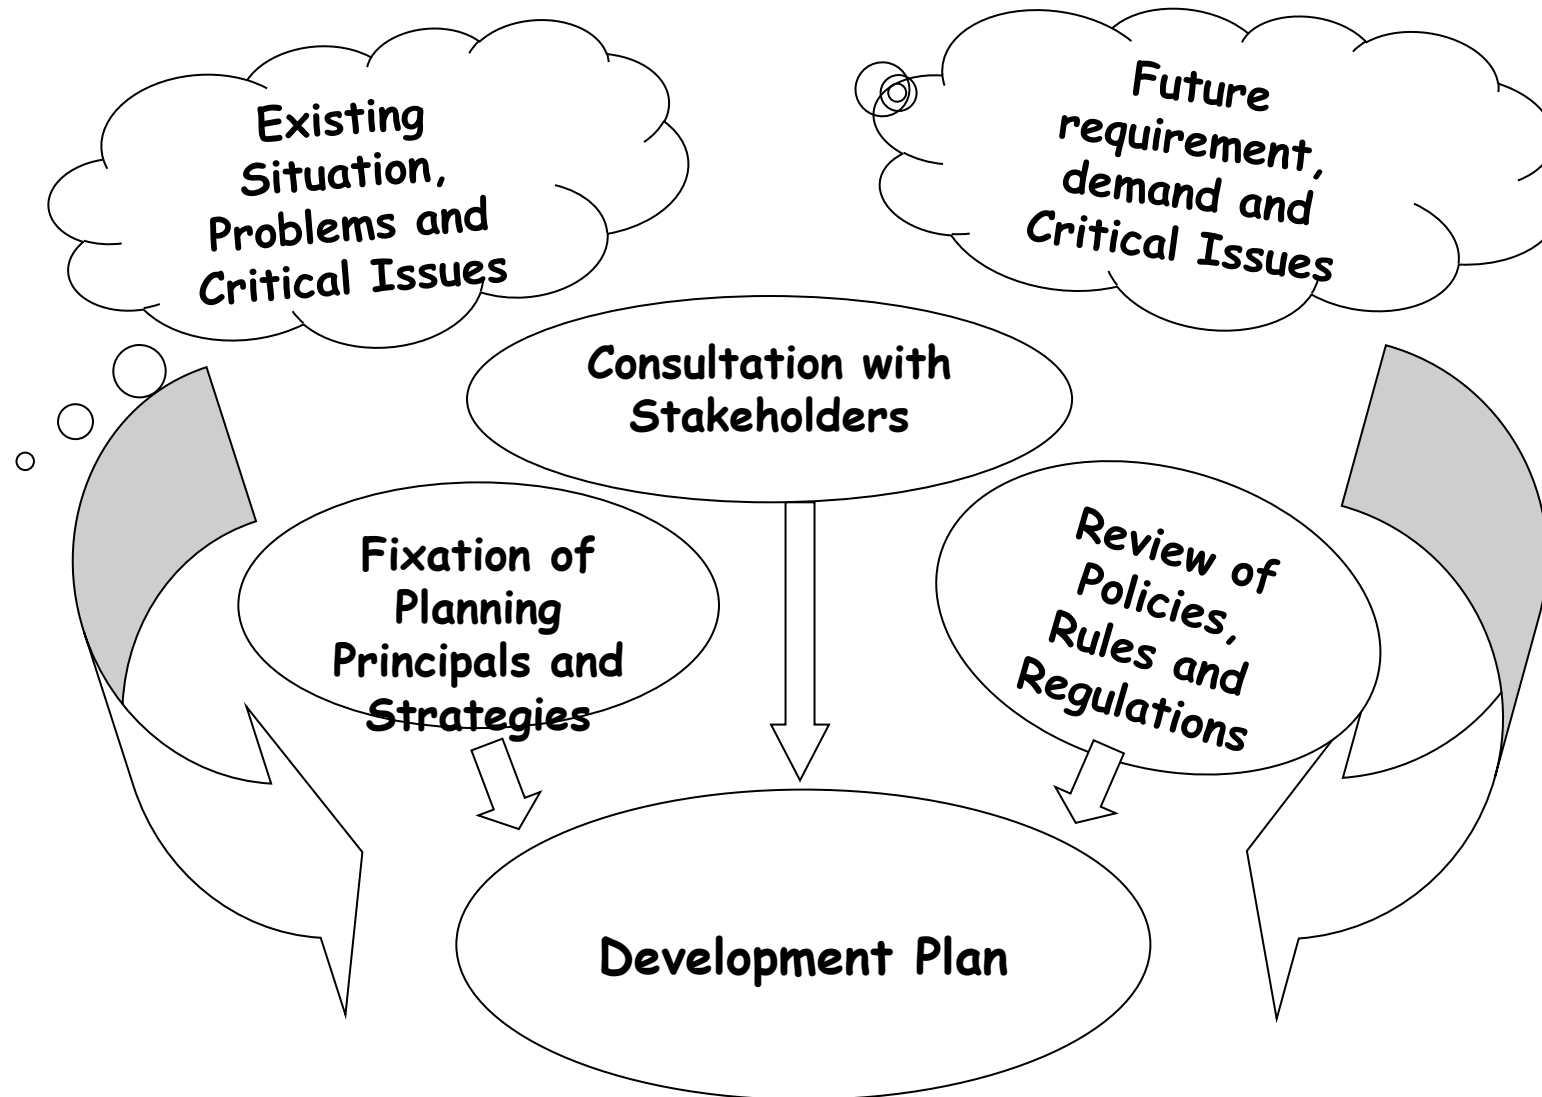 Existing
Situation,
Problems and
Critical Issues
Future
requirement,
demand and
Critical Issues
Consultation with
Stakeholders
Fixation of
Planning
Principals and
Strategies
Review of
Policies,
Rules and
Regulations
Development Plan